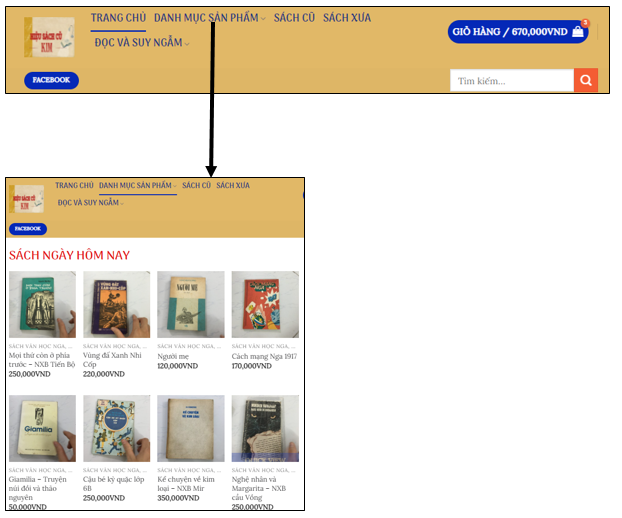 TRANG CHỦ DANH MỤC SẢN PHẨM SÁCH CŨ SÁCH XƯA
HIỆU SÁCH CŨ
KIM
ĐỌC VÀ SUY NGẪM
GIỎ HÀNG / 670,000VND
FACEBOOK
Tìm kiếm...
TRANG CHỦ DANH MỤC SẢN PHẨM SÁCH CŨ SÁCH XƯA
HIỆU SÁCH CŨ
KIM
ĐỌC VÀ SUY NGẪM
FACEBOOK
SÁCH NGÀY HÔM NAY
NGƯỜI MẸ
SÁCH VĂN HỌC NGA, ... SÁCH VĂN HỌC NGA, ... SÁCH VĂN HỌC NGA, ... SÁCH VĂN HỌC NGA, ...
Mọi thứ còn ở phía trước – NXB Tiến Bộ
250,000VND
Vùng đất Xanh Nhi Cốp
220,000VND
Người mẹ
120,000VND
Cách mạng Nga 1917
170,000VND
Giamilia
SÁCH VĂN HỌC NGA, ... SÁCH VĂN HỌC NGA, ... SÁCH VĂN HỌC NGA, ... SÁCH VĂN HỌC NGA, ...
Giamilia – Truyện núi đồi và thảo nguyên
50,000VND
Cậu bé kỳ quặc lớp 6B
250,000VND
Kể chuyện về kim loại – NXB Mir
350,000VND
Nghệ nhân và Margarita – NXB cầu Vồng
250,000VND